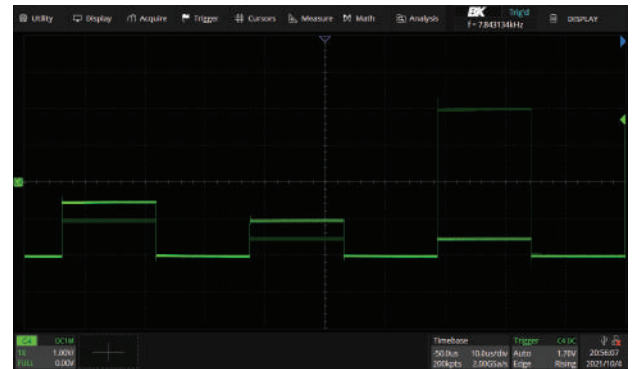 Utility Display Acquire Trigger Cursors Measure Math Analysis BK Trig'd DISPLAY
f = 7.843134kHz
C4
C4 DC1M Timebase Trigger C4 DC
1X 1.00V/ -50.0us 10.0us/div Auto 1.70V 20:56:07
FULL 0.00V 200kpts 2.00GSa/s Edge Rising 2021/10/4